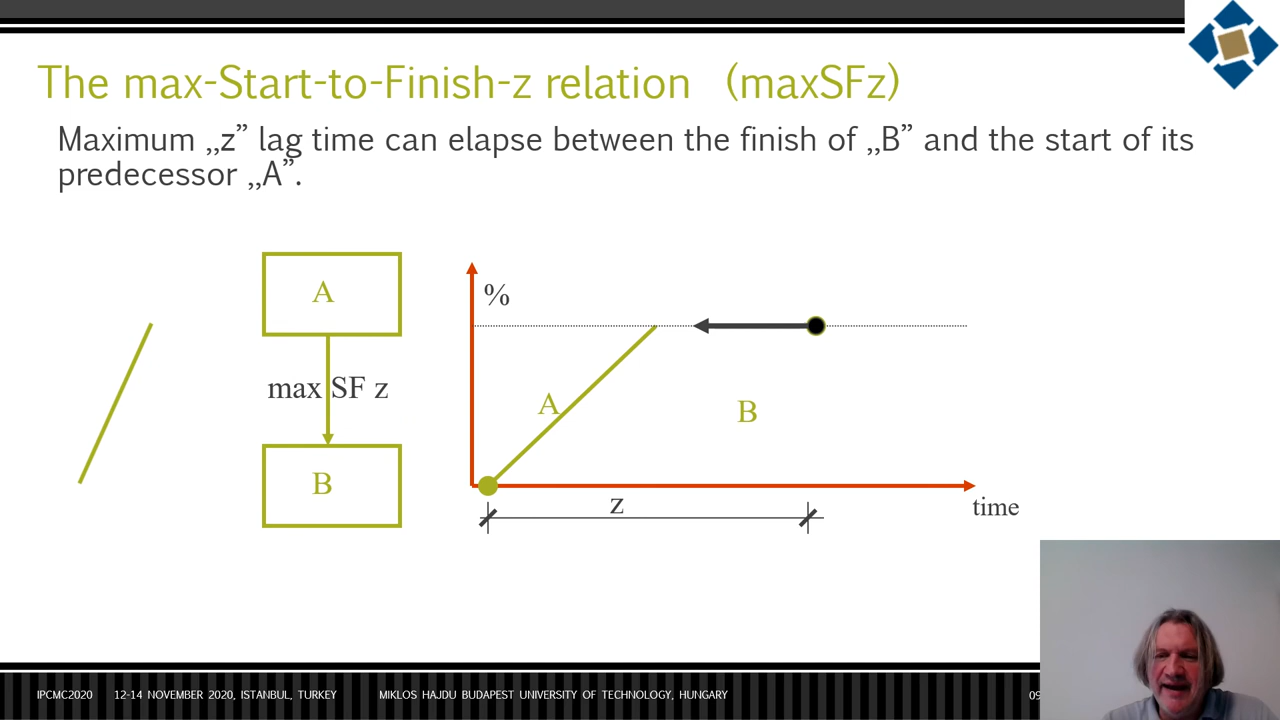 The max-Start-to-Finish-z relation (maxSFz)
Maximum „z” lag time can elapse between the finish of „B” and the start of its
predecessor „A”.
A
max SF z
B
%
A
B
z
time
IPCMC2020 12-14 NOVEMBER 2020, ISTANBUL, TURKEY MIKLOS HAJDU BUDAPEST UNIVERSITY OF TECHNOLOGY, HUNGARY